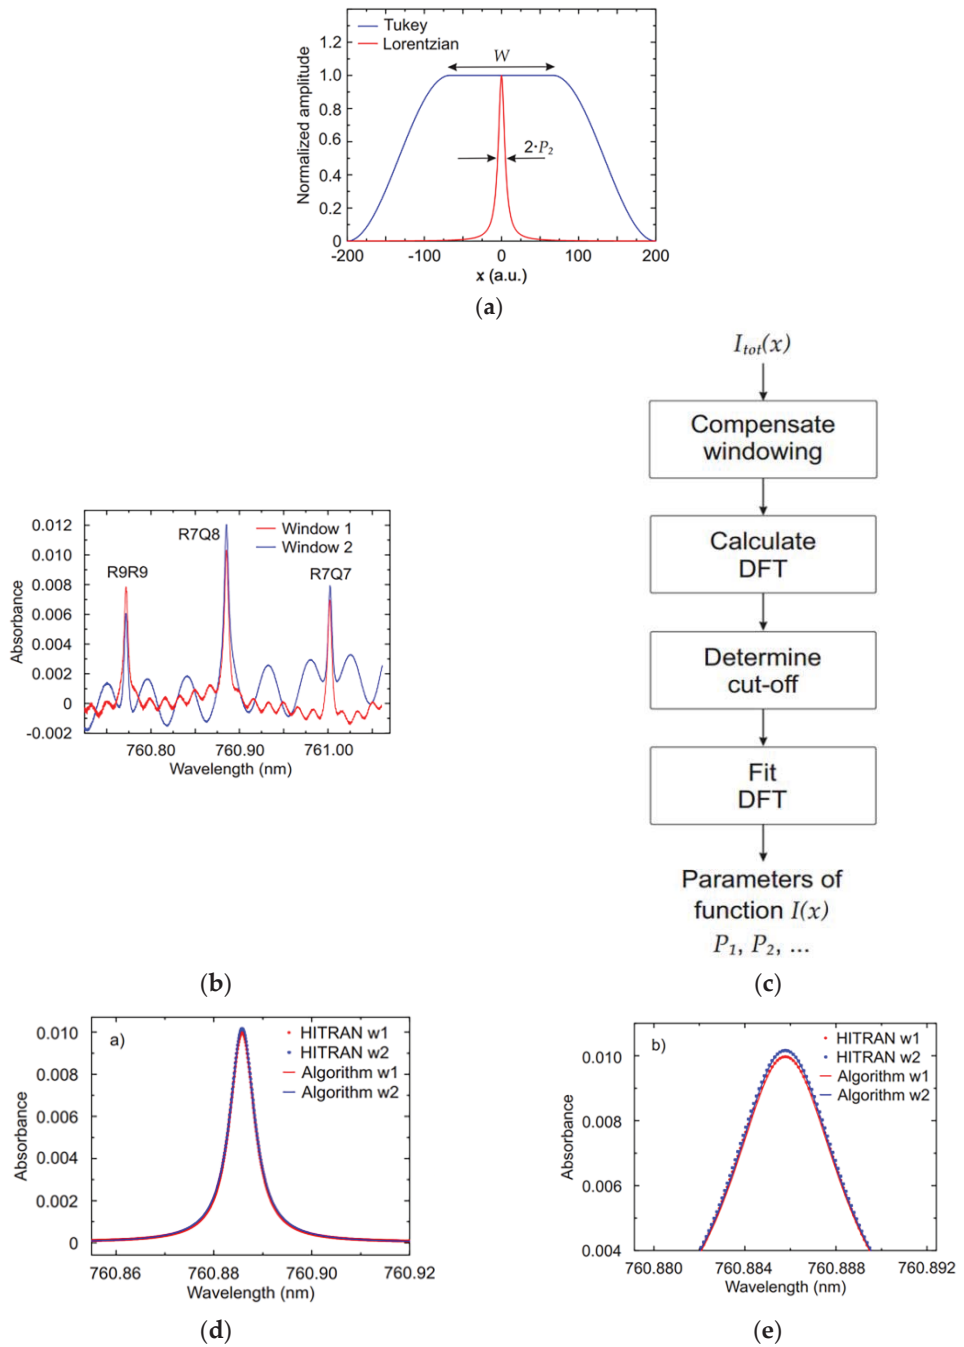 Tukey
Lorentzian
W
2·P2
Normalized amplitude
1.2
1.0
0.8
0.6
0.4
0.2
0
-200
-100
0
100
200
x (a.u.)
(a)
Itot(x)
Compensate
windowing
Calculate
DFT
Determine
cut-off
Fit
DFT
Parameters of
function I(x)
P1, P2, ...
(c)
Window 1
Window 2
R9R9
R7Q8
R7Q7
Absorbance
0.012
0.010
0.008
0.006
0.004
0.002
0
-0.002
760.80
760.90
761.00
Wavelength (nm)
(b)
a)
HITRAN w1
HITRAN w2
Algorithm w1
Algorithm w2
Absorbance
0.010
0.008
0.006
0.004
0.002
0
760.86
760.88
760.90
760.92
Wavelength (nm)
(d)
b)
HITRAN w1
HITRAN w2
Algorithm w1
Algorithm w2
Absorbance
0.010
0.008
0.006
0.004
760.880
760.884
760.888
760.892
Wavelength (nm)
(e)